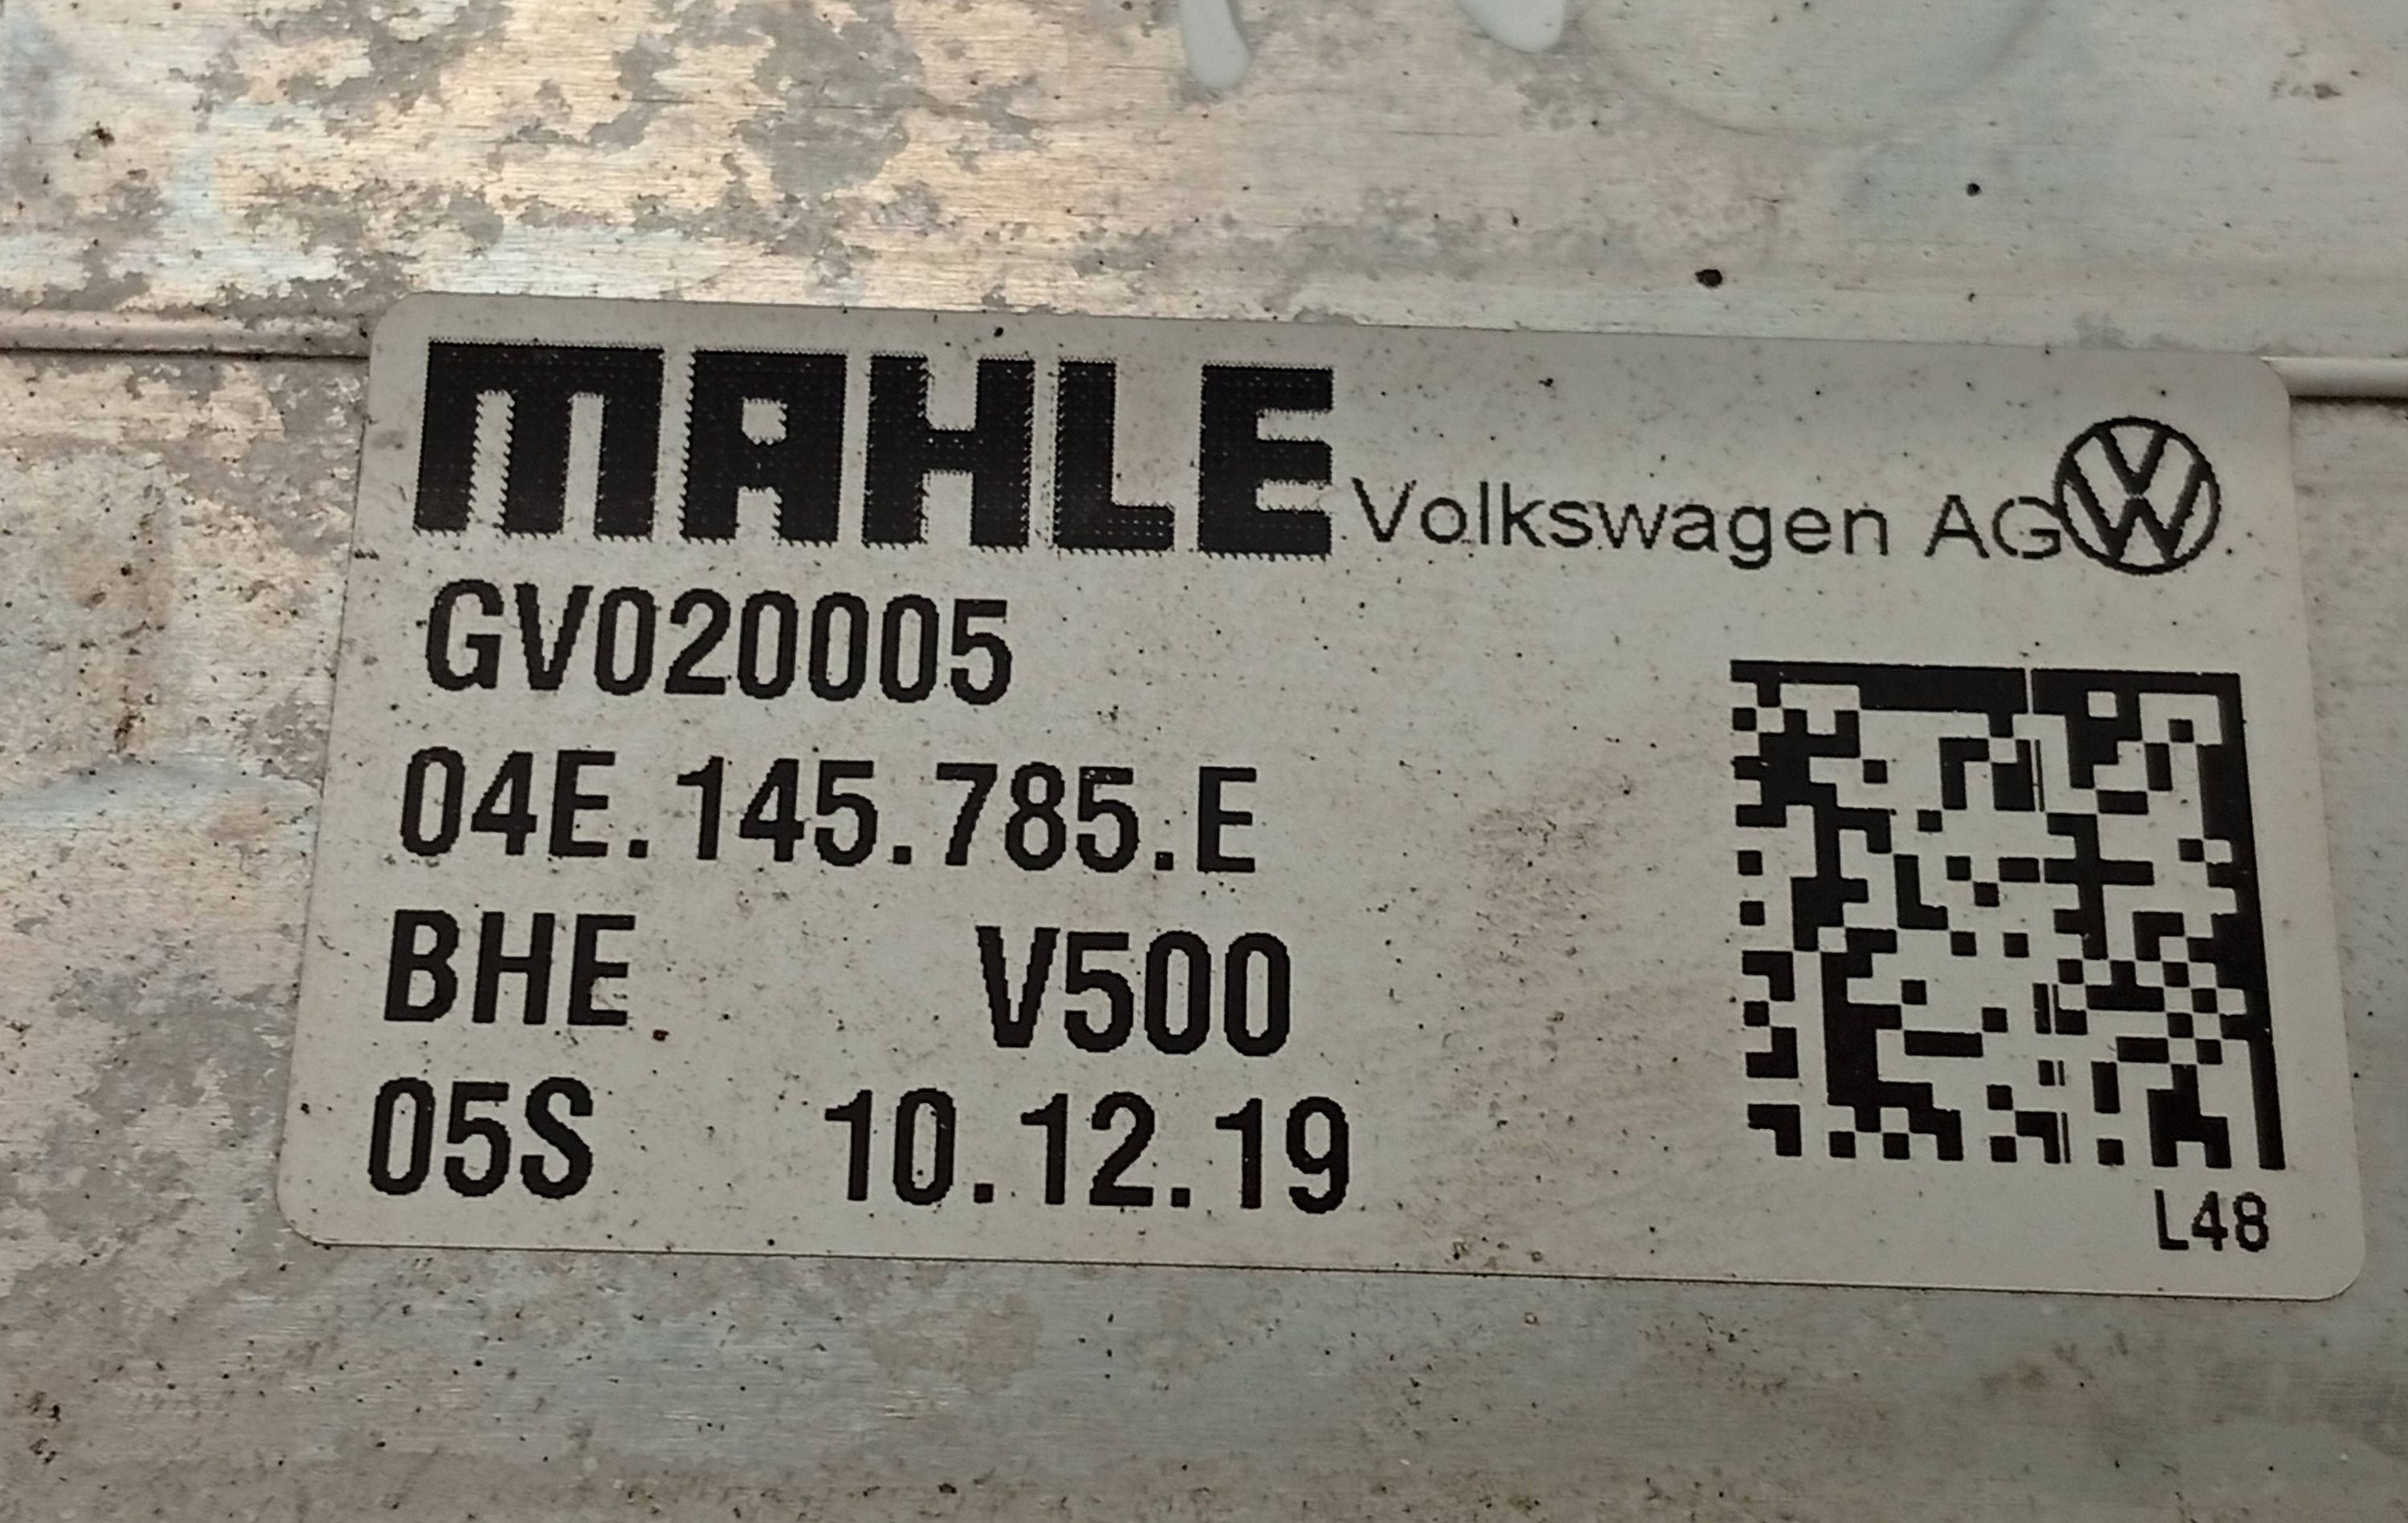 MAHLE Volkswagen AG
GV020005
04E.145.785.E
BHE V500
05S 10.12.19
L48